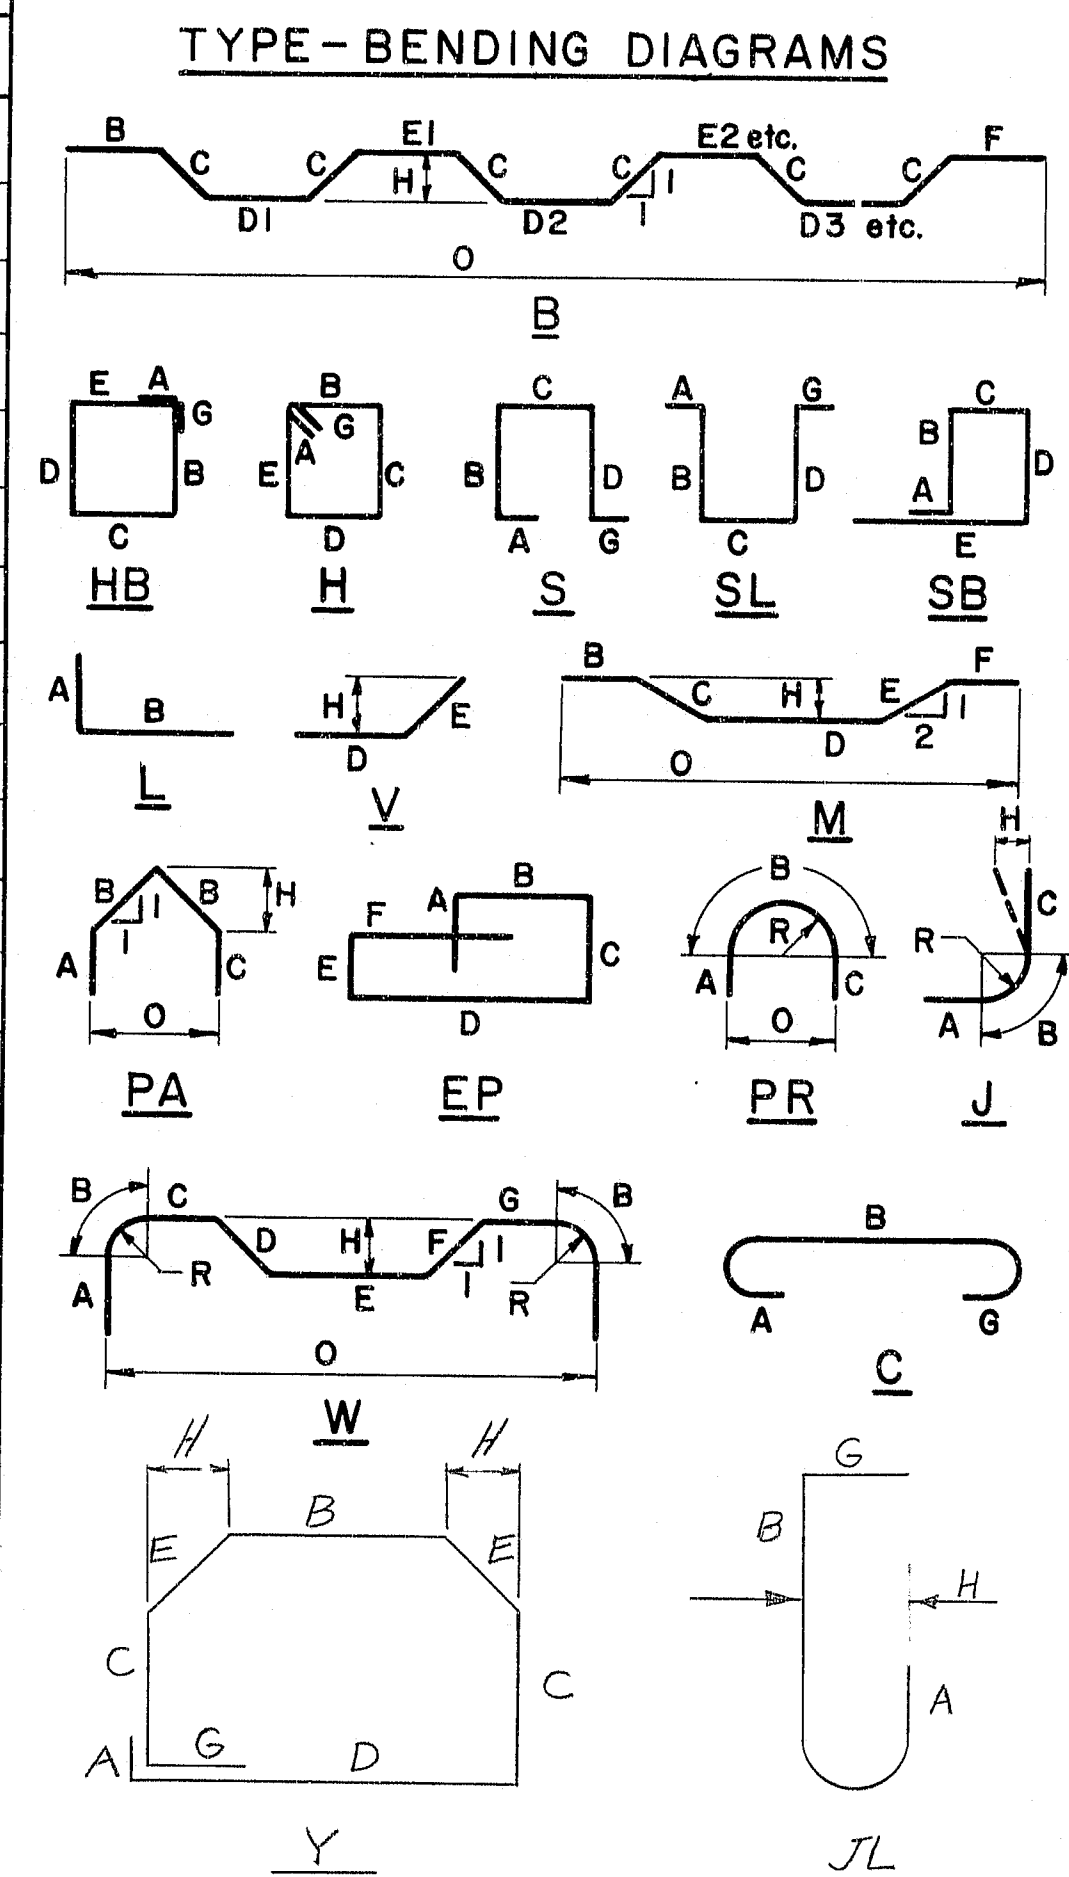 TYPE-BENDING DIAGRAMS
B C C E1 H C C 1 1 E2 etc. C C F
D1 D2 D3 etc.
O
B
E A G D B C
HB
B G A E C D
H
C B D A G
S
A G B D C
SL
C B D A E
SB
A B
L
H E D
V
B C H E F 1 2 D
O
M
B B H 1 1 A C
O
PA
B A F E C D
EP
B R A C
O
PR
H C R A B
J
B C G B D H F 1 1 A R E R
O
W
B
A G
C
H H
B
E E
C C
A G D
Y
G
B
H
A
JL